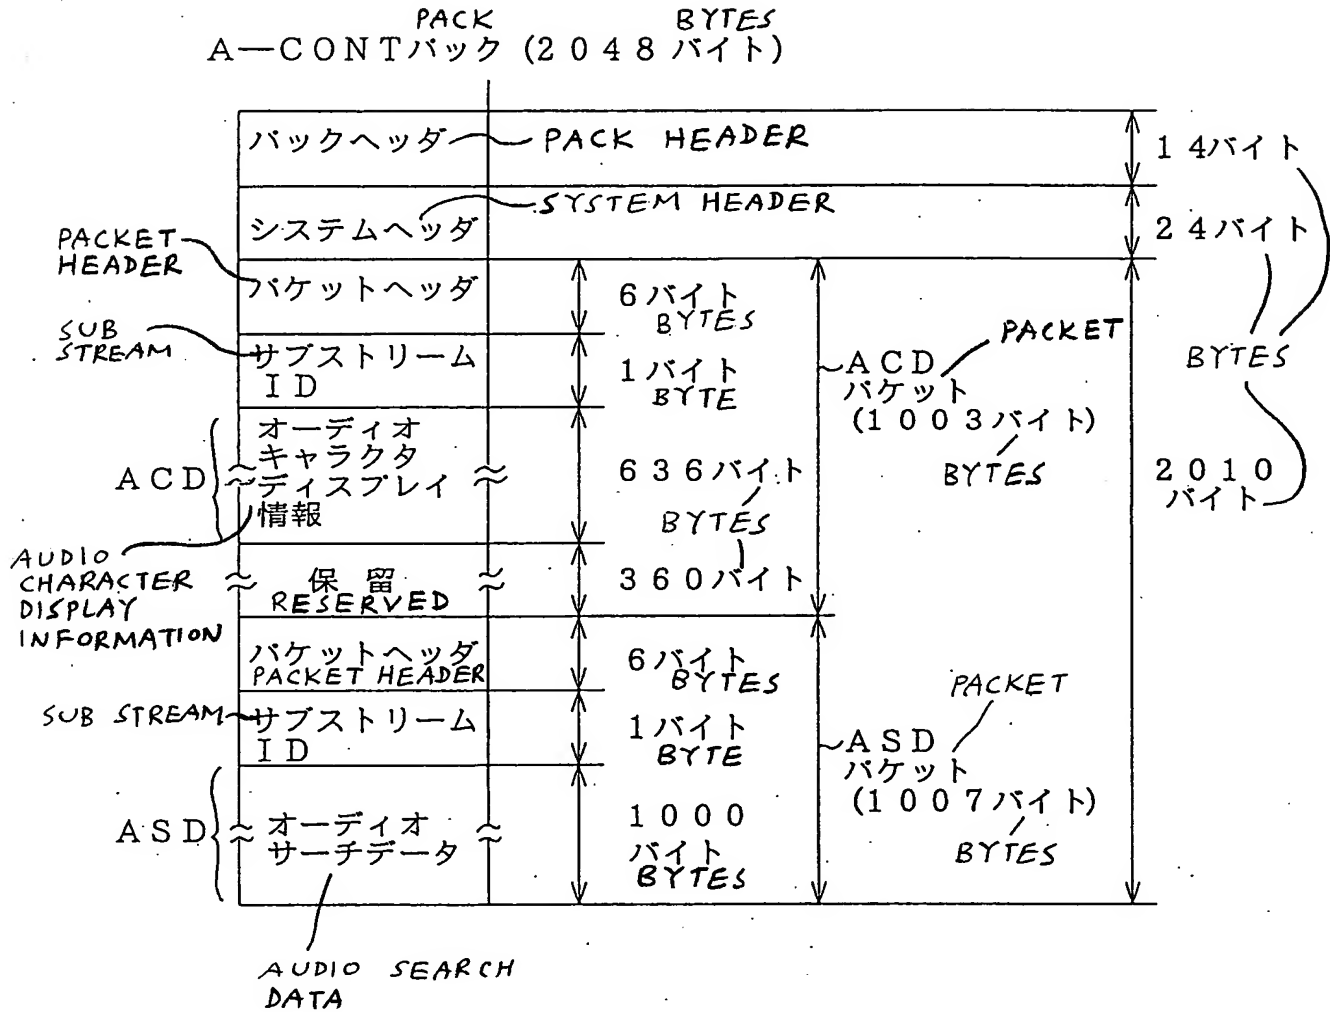 PACK BYTES
A—CONTパック (2048バイト)
パックヘッダ PACK HEADER
14バイト
SYSTEM HEADER
システムヘッダ
24バイト
PACKET
HEADER
パケットヘッダ
6バイト
BYTES
SUB
STREAM
サブストリーム
ID
1バイト
BYTE
PACKET
ACD
パケット
(1003バイト)
BYTES
BYTES
ACD
オーディオ
キャラクタ
ディスプレイ
情報
636バイト
BYTES
2010
バイト
AUDIO
CHARACTER
DISPLAY
INFORMATION
保留
RESERVED
360バイト
パケットヘッダ
PACKET HEADER
6バイト
BYTES
SUB STREAM
サブストリーム
ID
1バイト
BYTE
PACKET
ASD
パケット
(1007バイト)
BYTES
ASD
オーディオ
サーチデータ
1000
バイト
BYTES
AUDIO SEARCH
DATA